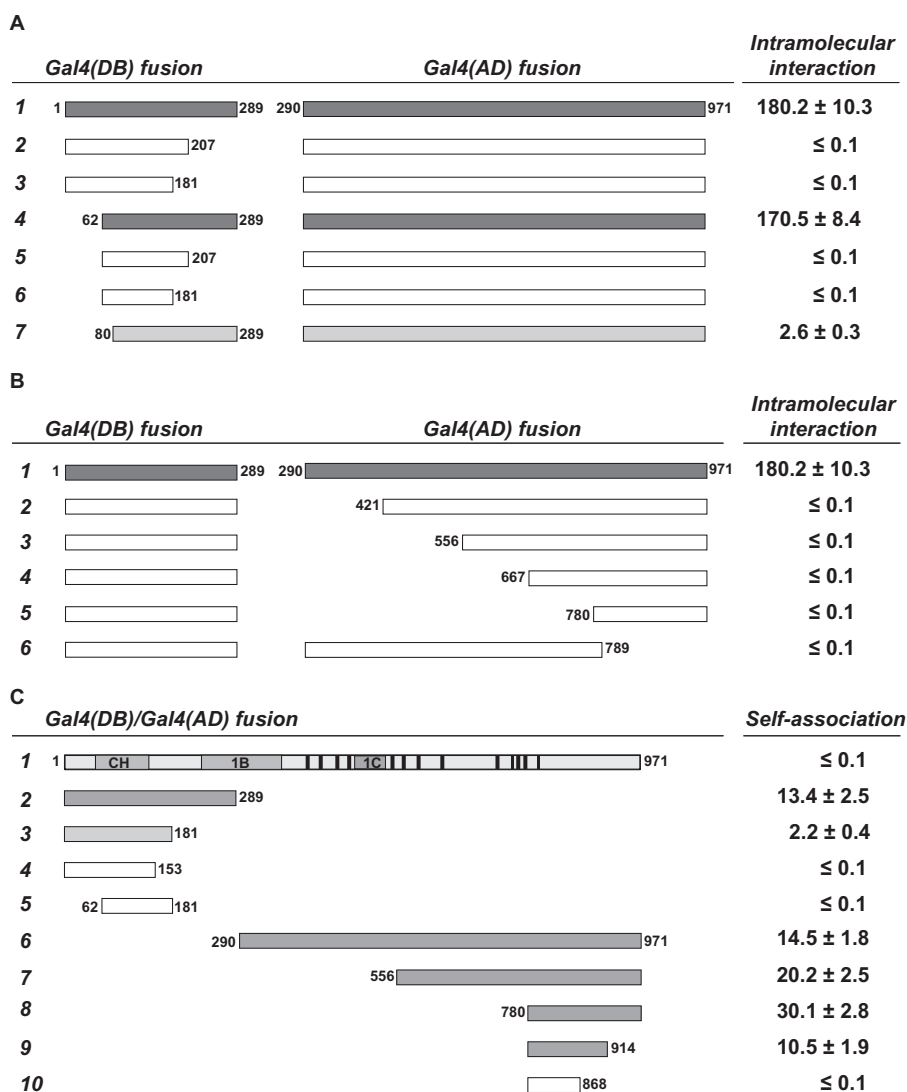 A
Gal4(DB) fusion Gal4(AD) fusion Intramolecular interaction
1 1 289 290 971 180.2 ± 10.3
2 207 ≤ 0.1
3 181 ≤ 0.1
4 62 289 170.5 ± 8.4
5 207 ≤ 0.1
6 181 ≤ 0.1
7 80 289 2.6 ± 0.3
B
Gal4(DB) fusion Gal4(AD) fusion Intramolecular interaction
1 1 289 290 971 180.2 ± 10.3
2 421 ≤ 0.1
3 556 ≤ 0.1
4 667 ≤ 0.1
5 780 ≤ 0.1
6 789 ≤ 0.1
C
Gal4(DB)/Gal4(AD) fusion Self-association
1 1 CH 1B 1C 971 ≤ 0.1
2 289 13.4 ± 2.5
3 181 2.2 ± 0.4
4 153 ≤ 0.1
5 62 181 ≤ 0.1
6 290 971 14.5 ± 1.8
7 556 20.2 ± 2.5
8 780 30.1 ± 2.8
9 914 10.5 ± 1.9
10 868 ≤ 0.1